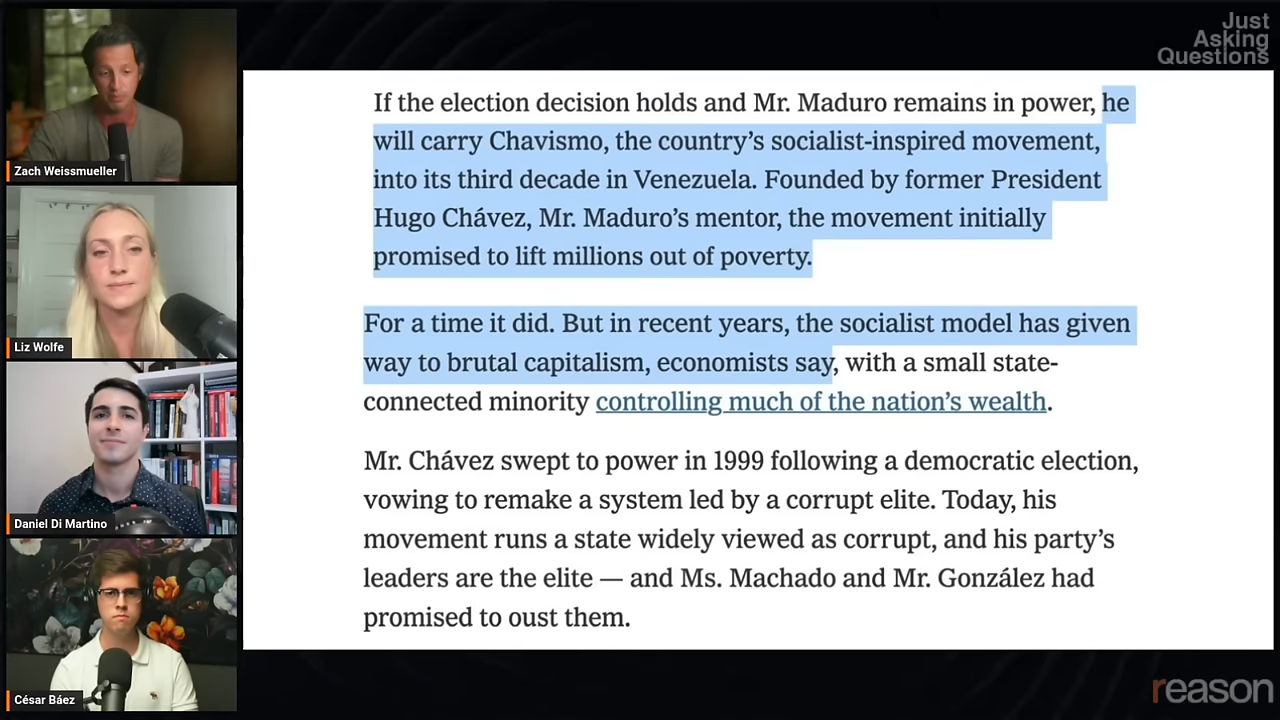 Just
Asking
Questions
Zach Weissmueller
Liz Wolfe
Daniel Di Martino
César Báez
If the election decision holds and Mr. Maduro remains in power, he
will carry Chavismo, the country’s socialist-inspired movement,
into its third decade in Venezuela. Founded by former President
Hugo Chávez, Mr. Maduro’s mentor, the movement initially
promised to lift millions out of poverty.
For a time it did. But in recent years, the socialist model has given
way to brutal capitalism, economists say, with a small state-
connected minority controlling much of the nation’s wealth.
Mr. Chávez swept to power in 1999 following a democratic election,
vowing to remake a system led by a corrupt elite. Today, his
movement runs a state widely viewed as corrupt, and his party’s
leaders are the elite — and Ms. Machado and Mr. González had
promised to oust them.
reason